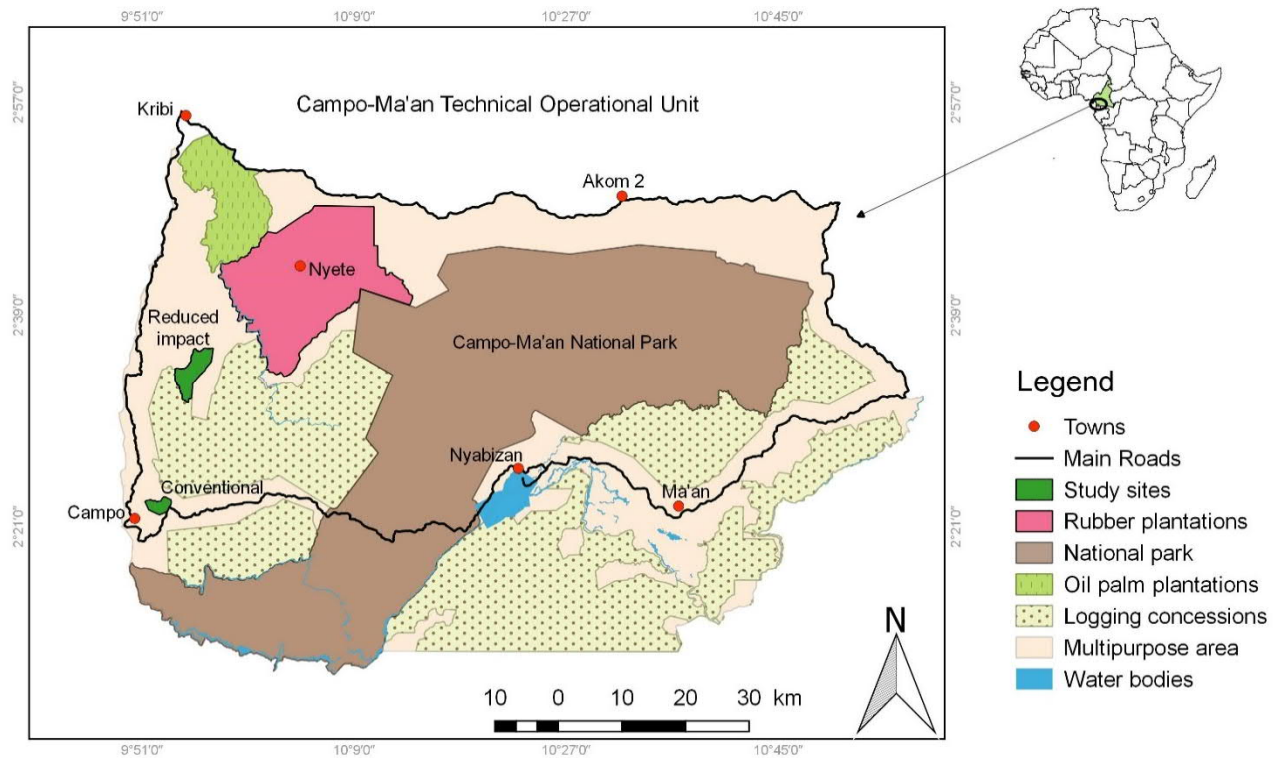 9°51'0"
10°9'0"
10°27'0"
10°45'0"
2°57'0"
2°57'0"
Kribi
Campo-Ma'an Technical Operational Unit
Akom 2
Nyete
2°39'0"
2°39'0"
Reduced
impact
Campo-Ma'an National Park
Nyabizan
Conventional
Ma'an
Campo
2°21'0"
2°21'0"
N
10 0 10 20 30 km
9°51'0"
10°9'0"
10°27'0"
10°45'0"
Legend
Towns
Main Roads
Study sites
Rubber plantations
National park
Oil palm plantations
Logging concessions
Multipurpose area
Water bodies